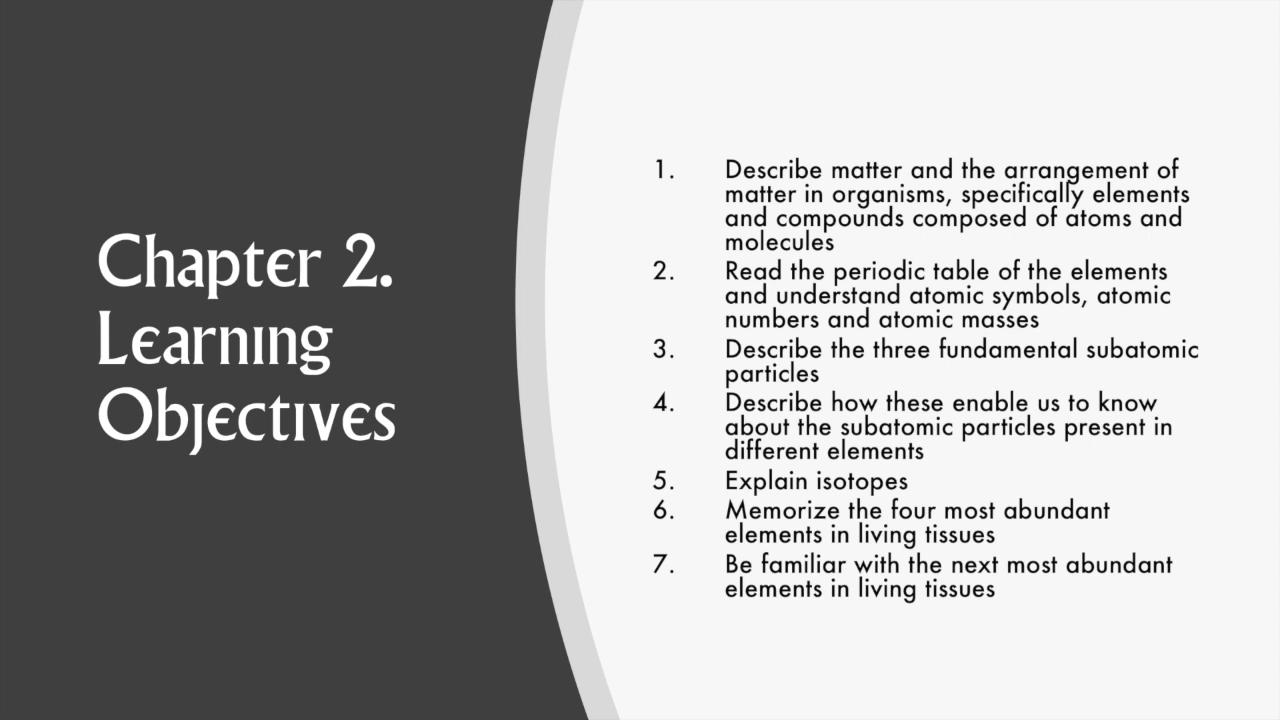 Chapter 2.
Learning
Objectives
1. Describe matter and the arrangement of
matter in organisms, specifically elements
and compounds composed of atoms and
molecules
2. Read the periodic table of the elements
and understand atomic symbols, atomic
numbers and atomic masses
3. Describe the three fundamental subatomic
particles
4. Describe how these enable us to know
about the subatomic particles present in
different elements
5. Explain isotopes
6. Memorize the four most abundant
elements in living tissues
7. Be familiar with the next most abundant
elements in living tissues